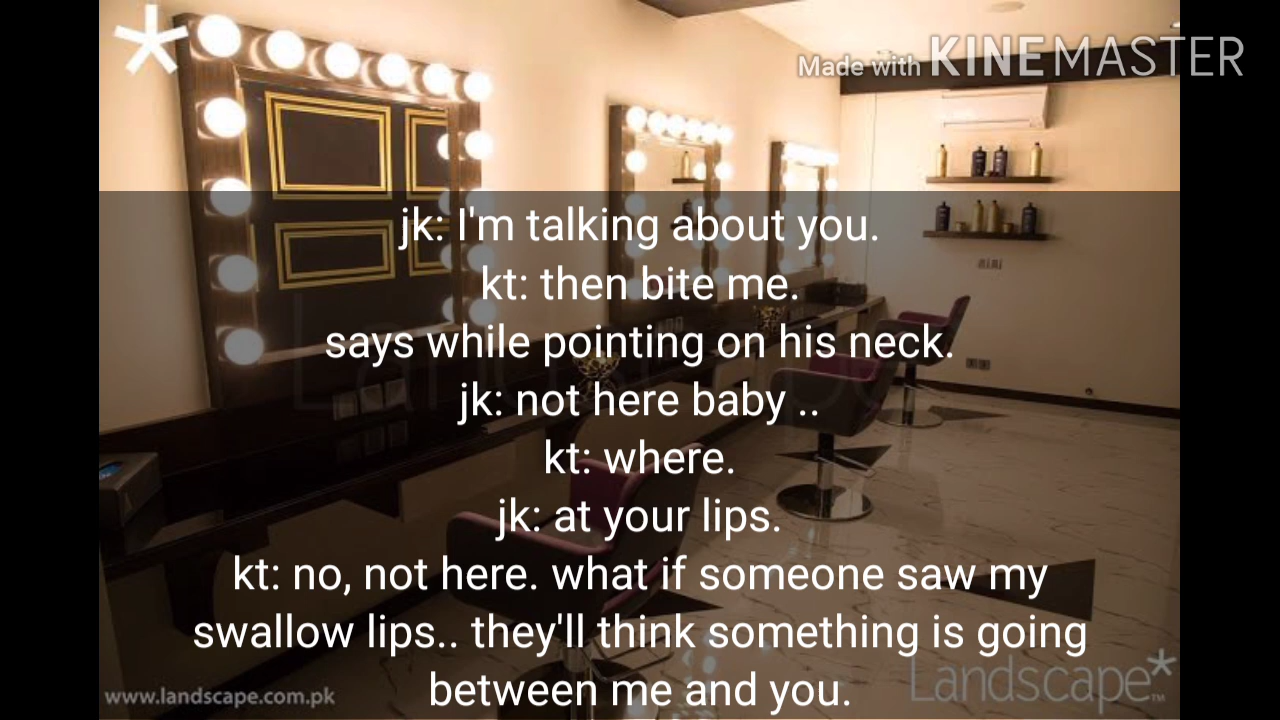 Made with KINEMASTER
jk: I'm talking about you.
kt: then bite me.
says while pointing on his neck.
jk: not here baby ..
kt: where.
jk: at your lips.
kt: no, not here. what if someone saw my
swallow lips.. they'll think something is going
between me and you.
www.landscape.com.pk
Landscape*™